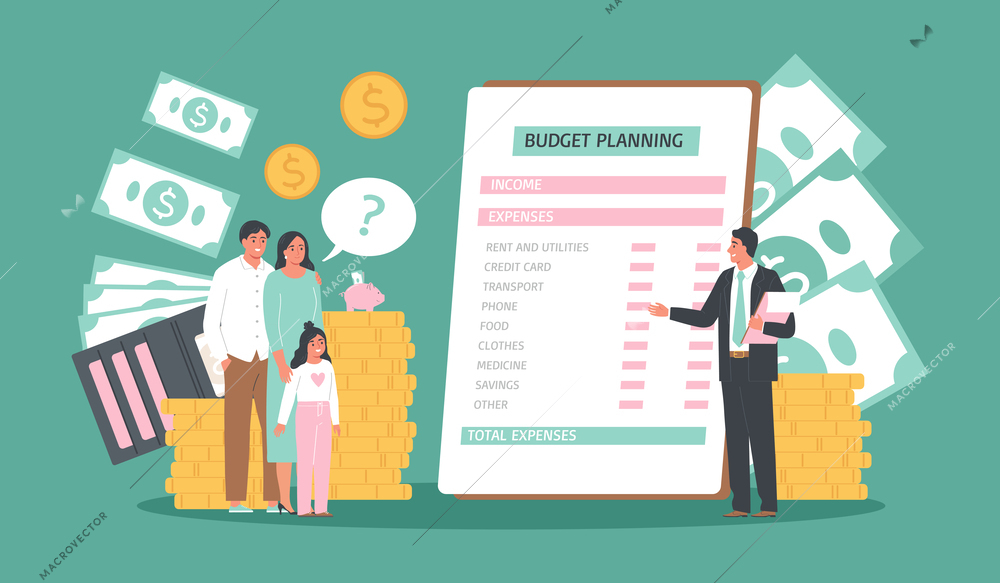 MACROVECTOR
$
$
$
$
?
BUDGET PLANNING
INCOME
EXPENSES
RENT AND UTILITIES
CREDIT CARD
TRANSPORT
PHONE
FOOD
CLOTHES
MEDICINE
SAVINGS
OTHER
TOTAL EXPENSES
MACROVECTOR
MACROVECTOR
MACROVECTOR